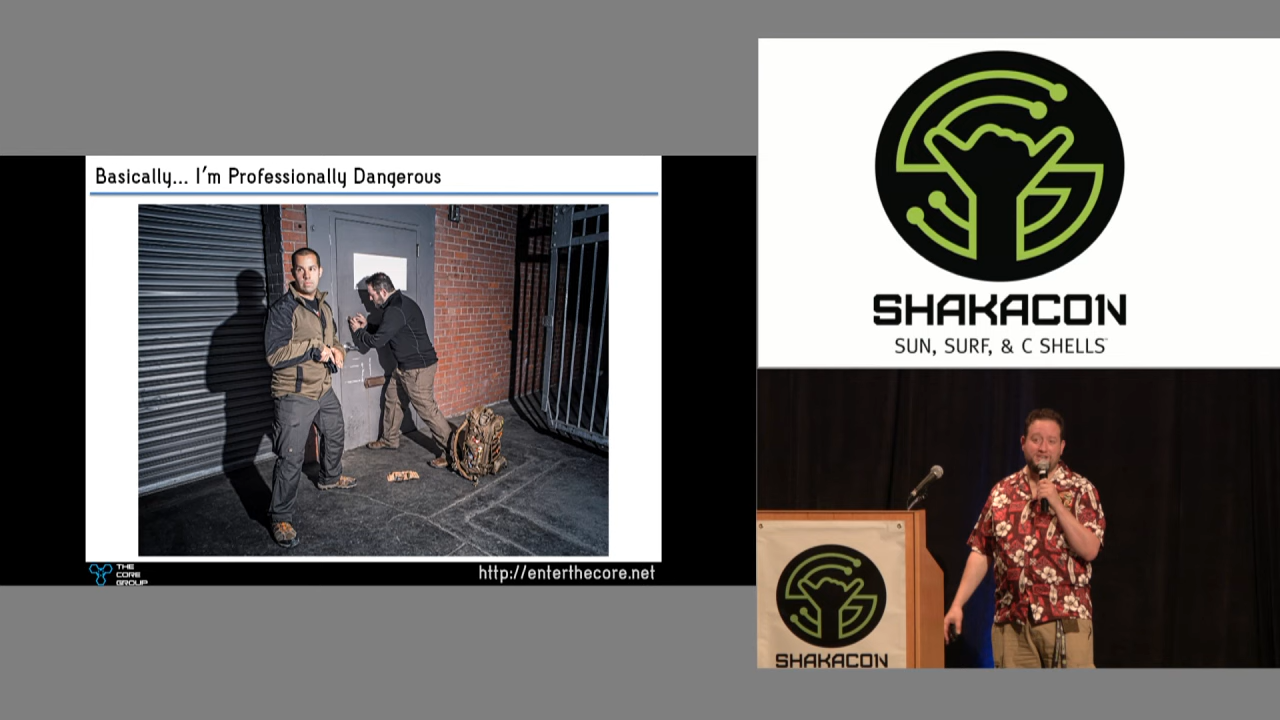 Basically... I'm Professionally Dangerous
THE
CORE
GROUP
http://enterthecore.net
SHAKACON
SUN, SURF, & C SHELLS
SHAKACON